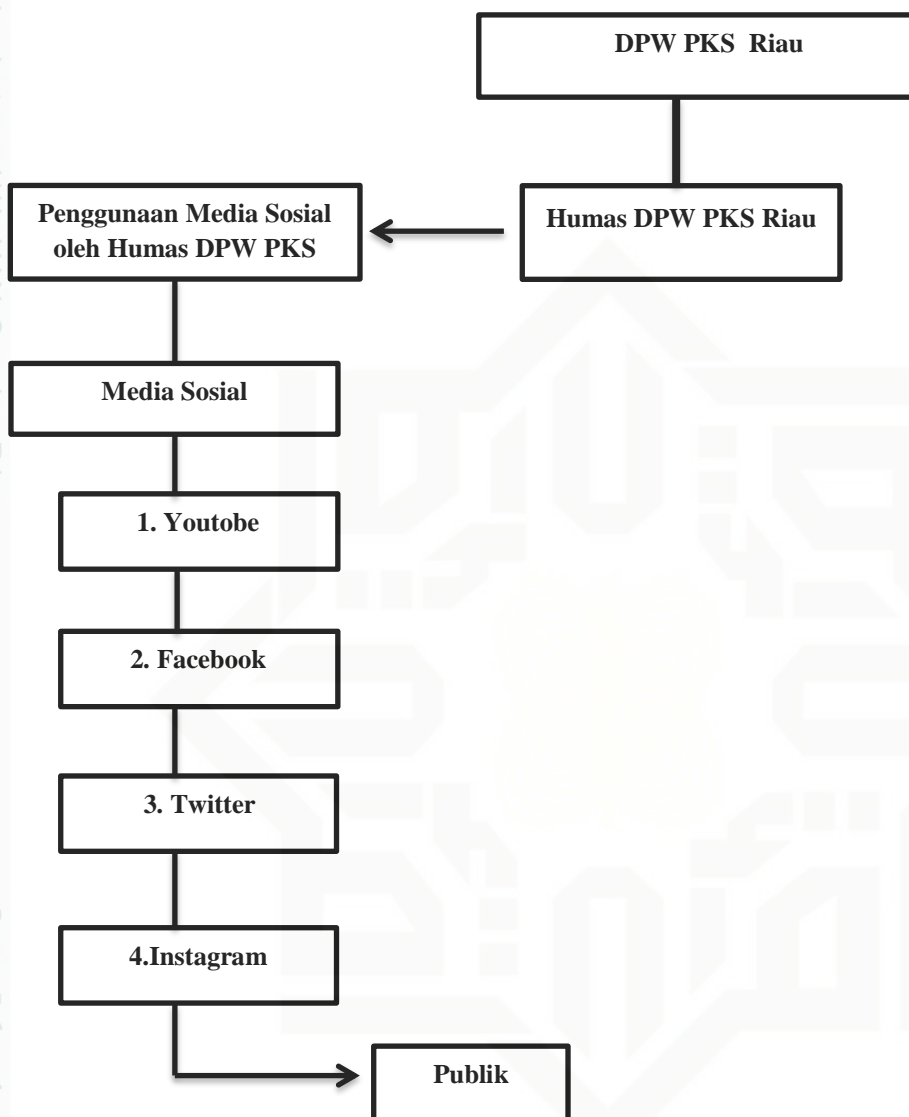 DPW PKS Riau
Humas DPW PKS Riau
Penggunaan Media Sosial
oleh Humas DPW PKS
Media Sosial
1. Youtobe
2. Facebook
3. Twitter
4.Instagram
Publik